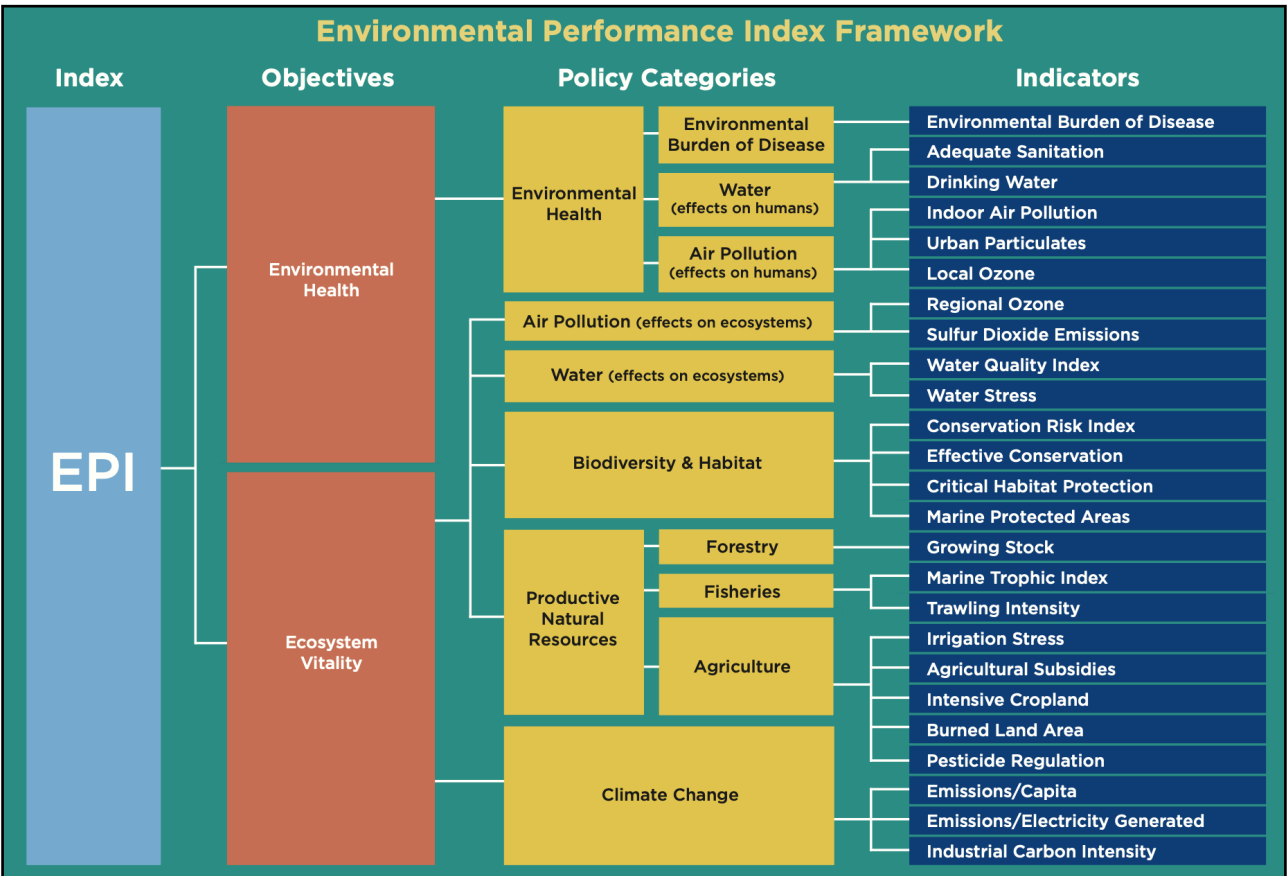 Environmental Performance Index Framework
Index
Objectives
Policy Categories
Indicators
EPI
Environmental
Health
Ecosystem
Vitality
Environmental
Health
Environmental
Burden of Disease
Water
(effects on humans)
Air Pollution
(effects on humans)
Air Pollution (effects on ecosystems)
Water (effects on ecosystems)
Biodiversity & Habitat
Productive
Natural
Resources
Forestry
Fisheries
Agriculture
Climate Change
Environmental Burden of Disease
Adequate Sanitation
Drinking Water
Indoor Air Pollution
Urban Particulates
Local Ozone
Regional Ozone
Sulfur Dioxide Emissions
Water Quality Index
Water Stress
Conservation Risk Index
Effective Conservation
Critical Habitat Protection
Marine Protected Areas
Growing Stock
Marine Trophic Index
Trawling Intensity
Irrigation Stress
Agricultural Subsidies
Intensive Cropland
Burned Land Area
Pesticide Regulation
Emissions/Capita
Emissions/Electricity Generated
Industrial Carbon Intensity